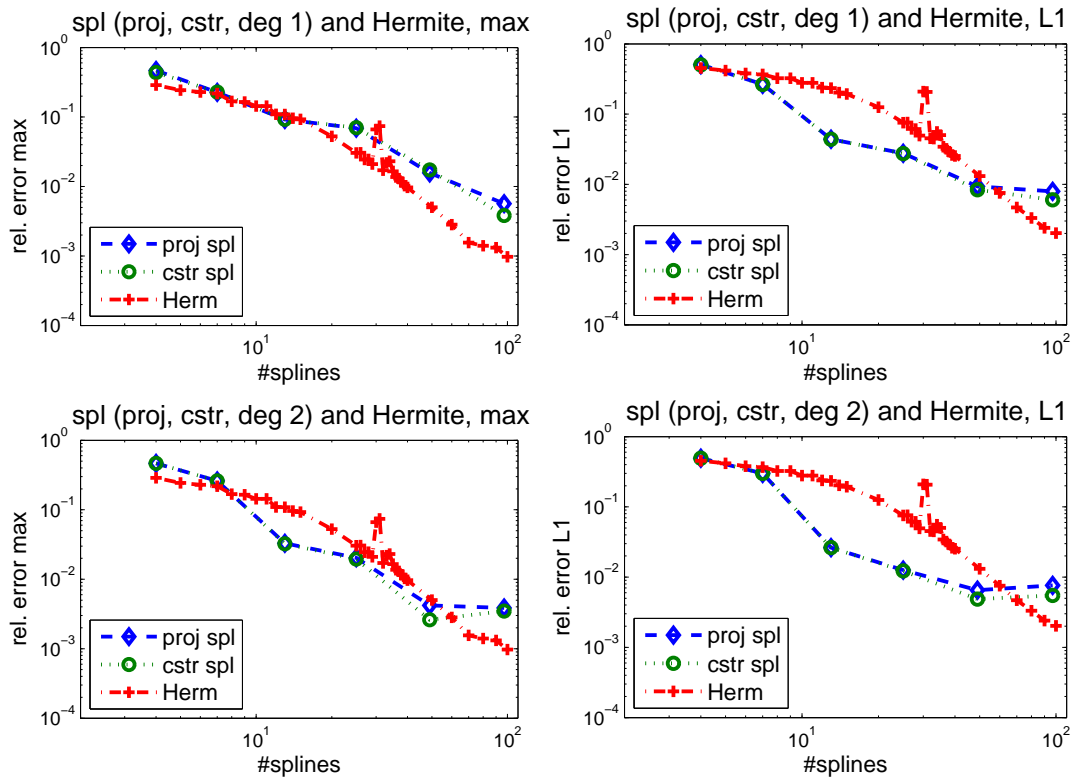 spl (proj, cstr, deg 1) and Hermite, max
10^0
10^-1
10^-2
10^-3
10^-4
rel. error max
proj spl
cstr spl
Herm
10^1
10^2
#splines
spl (proj, cstr, deg 1) and Hermite, L1
10^0
10^-1
10^-2
10^-3
10^-4
rel. error L1
proj spl
cstr spl
Herm
10^1
10^2
#splines
spl (proj, cstr, deg 2) and Hermite, max
10^0
10^-1
10^-2
10^-3
10^-4
rel. error max
proj spl
cstr spl
Herm
10^1
10^2
#splines
spl (proj, cstr, deg 2) and Hermite, L1
10^0
10^-1
10^-2
10^-3
10^-4
rel. error L1
proj spl
cstr spl
Herm
10^1
10^2
#splines